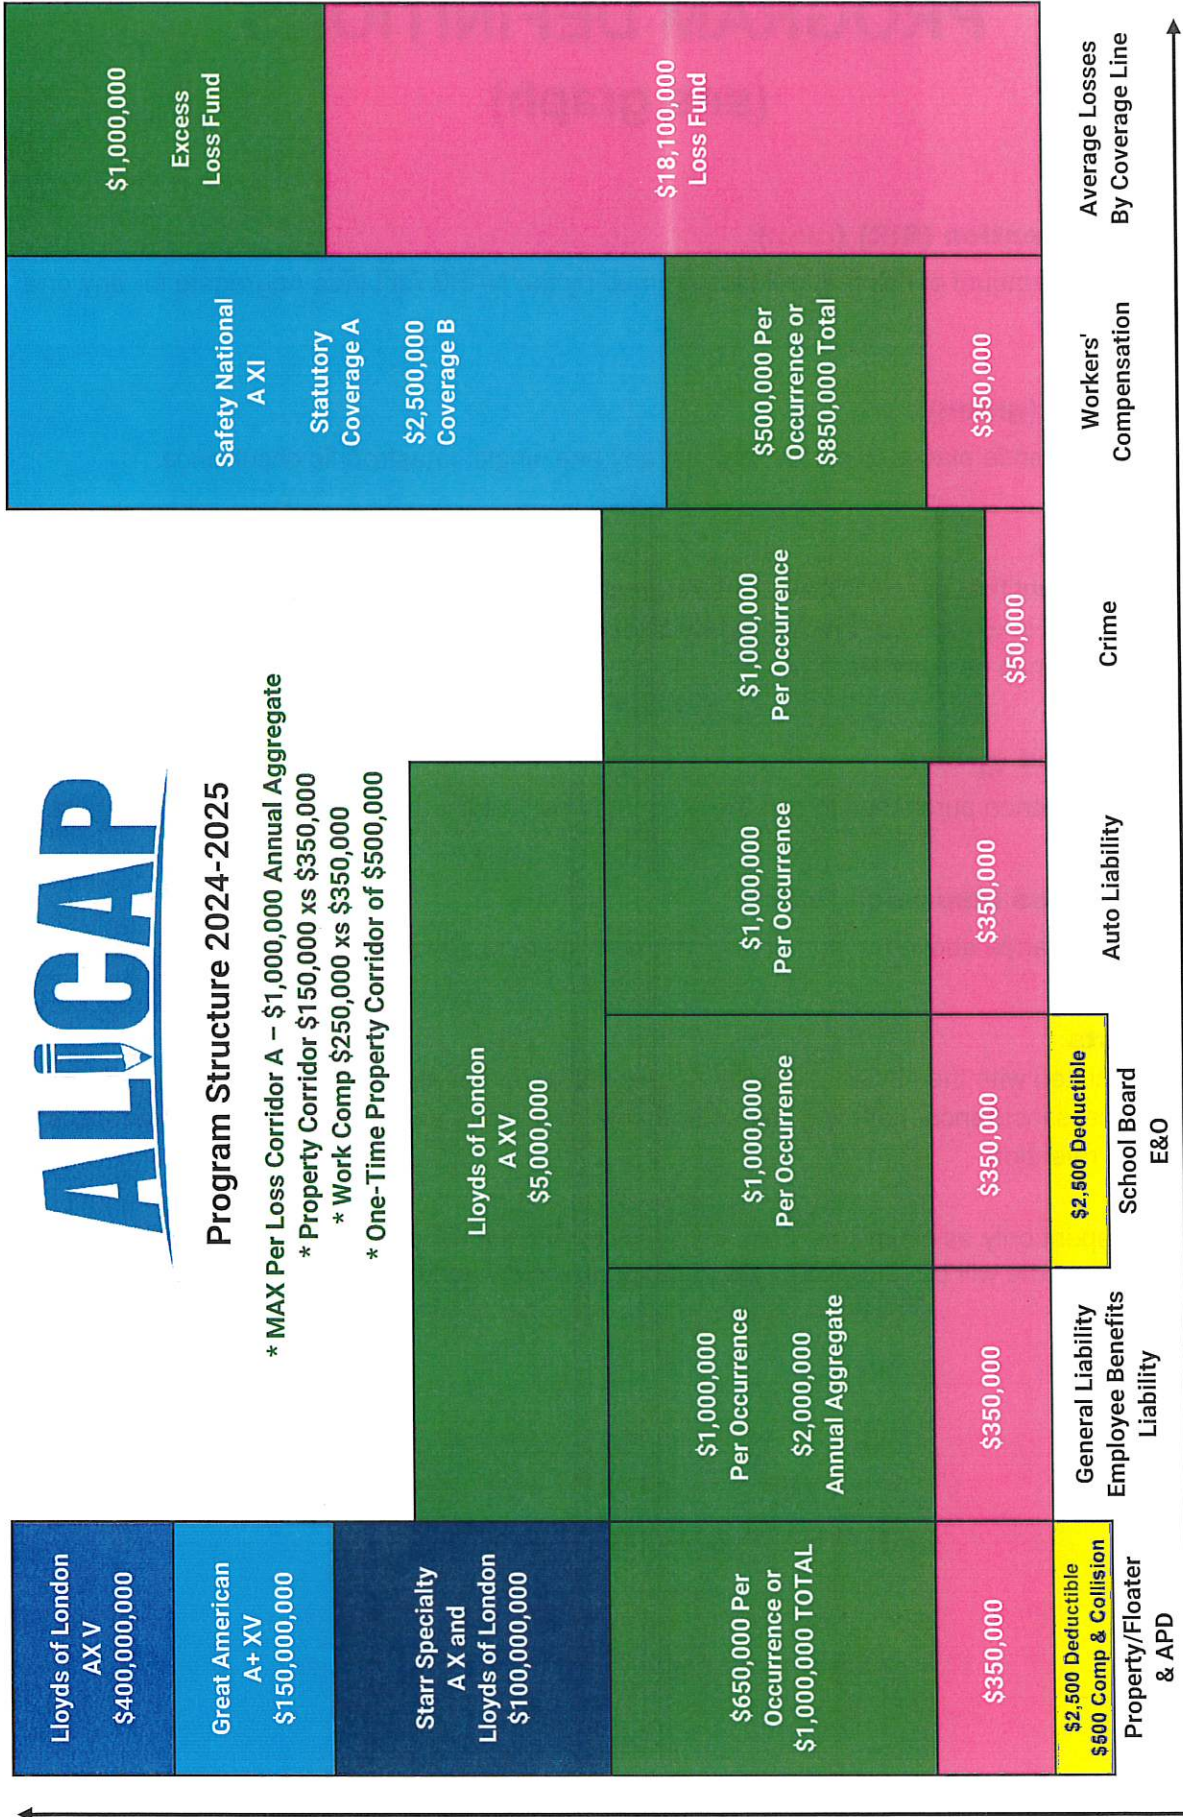 ALiCAP
Program Structure 2024-2025
* MAX Per Loss Corridor A – $1,000,000 Annual Aggregate
* Property Corridor $150,000 xs $350,000
* Work Comp $250,000 xs $350,000
* One-Time Property Corridor of $500,000
Lloyds of London
AX V
$400,000,000
Great American
A+ XV
$150,000,000
Starr Specialty
A X and
Lloyds of London
$100,000,000
$650,000 Per
Occurrence or
$1,000,000 TOTAL
$350,000
$2,500 Deductible
$500 Comp & Collision
Property/Floater
& APD
Lloyds of London
A XV
$5,000,000
$1,000,000
Per Occurrence
$2,000,000
Annual Aggregate
$350,000
General Liability
Employee Benefits
Liability
$1,000,000
Per Occurrence
$350,000
$2,500 Deductible
School Board
E&O
$1,000,000
Per Occurrence
$350,000
Auto Liability
$1,000,000
Per Occurrence
$50,000
Crime
Safety National
A XI
Statutory
Coverage A
$2,500,000
Coverage B
$500,000 Per
Occurrence or
$850,000 Total
$350,000
Workers'
Compensation
$1,000,000
Excess
Loss Fund
$18,100,000
Loss Fund
Average Losses
By Coverage Line